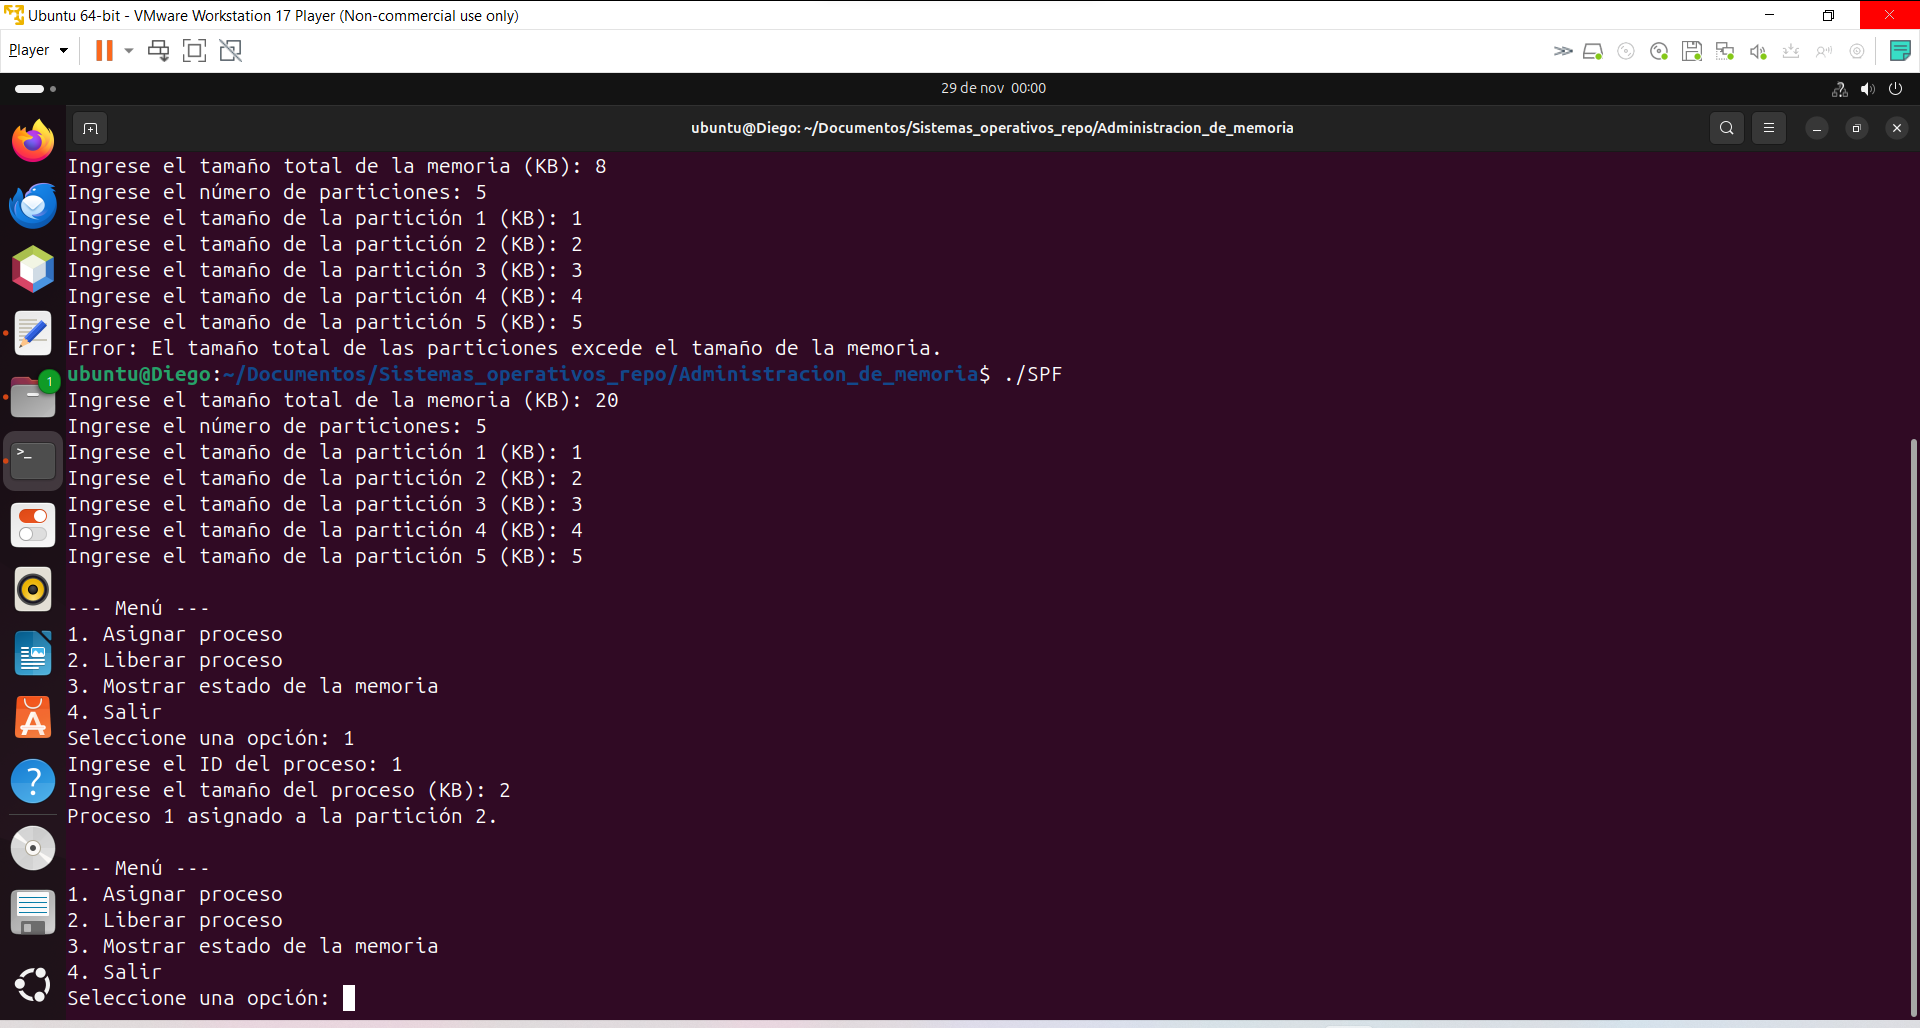 Ubuntu 64-bit - VMware Workstation 17 Player (Non-commercial use only)
Player
29 de nov 00:00
ubuntu@Diego: ~/Documentos/Sistemas_operativos_repo/Administracion_de_memoria
Ingrese el tamaño total de la memoria (KB): 8
Ingrese el número de particiones: 5
Ingrese el tamaño de la partición 1 (KB): 1
Ingrese el tamaño de la partición 2 (KB): 2
Ingrese el tamaño de la partición 3 (KB): 3
Ingrese el tamaño de la partición 4 (KB): 4
Ingrese el tamaño de la partición 5 (KB): 5
Error: El tamaño total de las particiones excede el tamaño de la memoria.
ubuntu@Diego:~/Documentos/Sistemas_operativos_repo/Administracion_de_memoria$ ./SPF
Ingrese el tamaño total de la memoria (KB): 20
Ingrese el número de particiones: 5
Ingrese el tamaño de la partición 1 (KB): 1
Ingrese el tamaño de la partición 2 (KB): 2
Ingrese el tamaño de la partición 3 (KB): 3
Ingrese el tamaño de la partición 4 (KB): 4
Ingrese el tamaño de la partición 5 (KB): 5
--- Menú ---
1. Asignar proceso
2. Liberar proceso
3. Mostrar estado de la memoria
4. Salir
Seleccione una opción: 1
Ingrese el ID del proceso: 1
Ingrese el tamaño del proceso (KB): 2
Proceso 1 asignado a la partición 2.
--- Menú ---
1. Asignar proceso
2. Liberar proceso
3. Mostrar estado de la memoria
4. Salir
Seleccione una opción:
1
>_
?